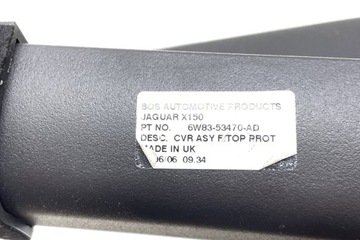 BOS AUTOMOTIVE PRODUCTS
JAGUAR X150
PT NO. 6W83-53470-AD
DESC. CVR ASY F/TOP PROT
MADE IN UK
06/06 09.34